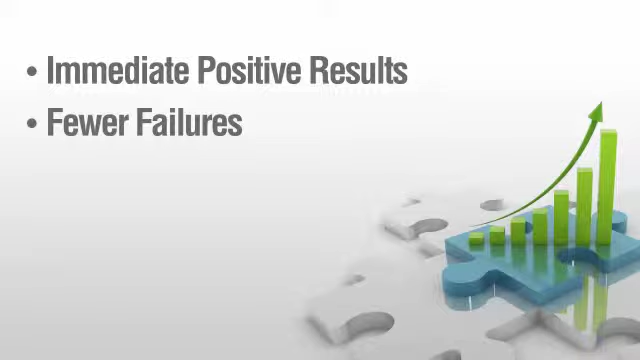 • Immediate Positive Results
• Fewer Failures